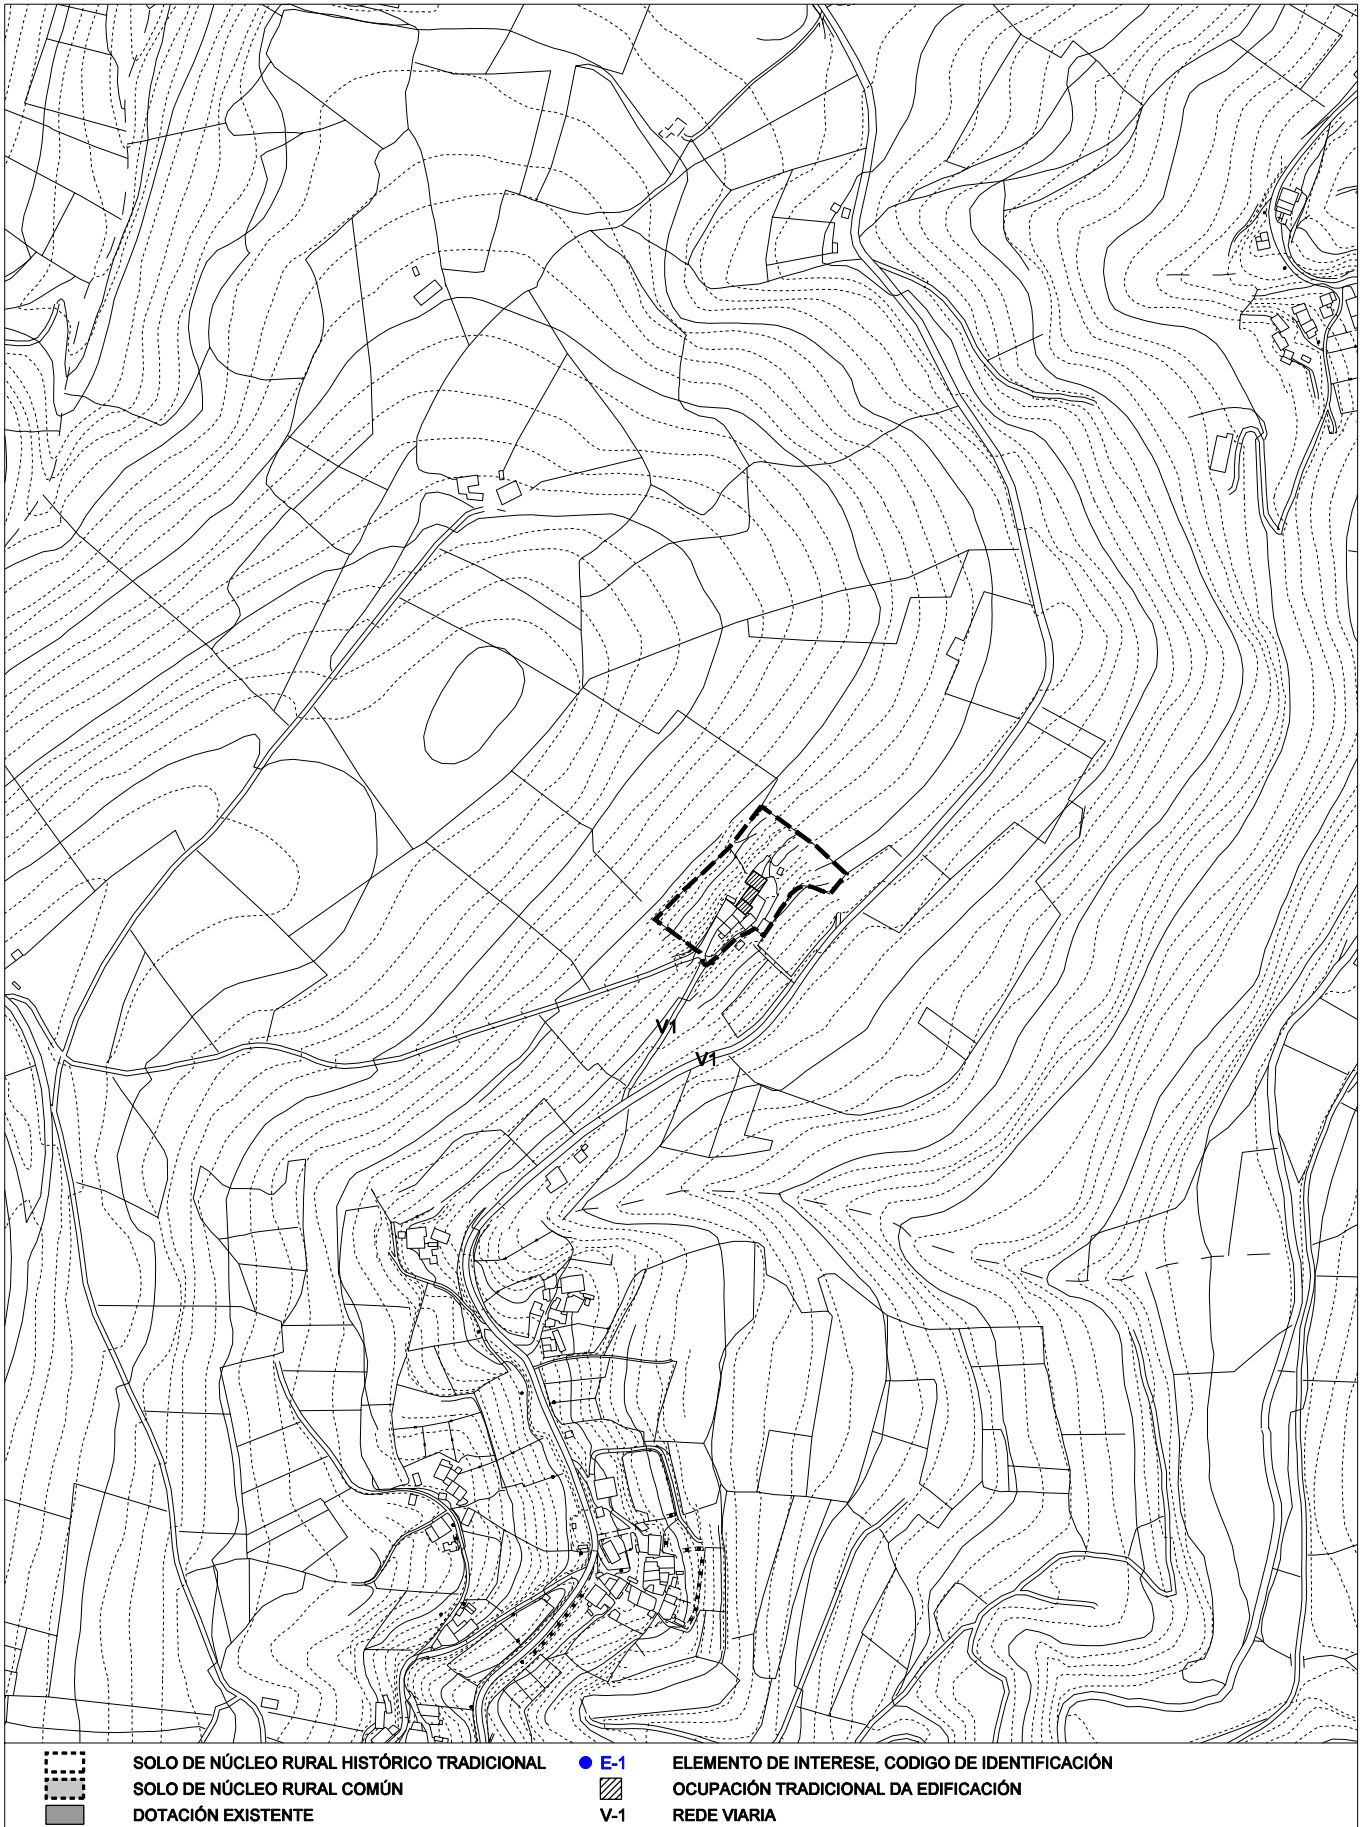 V1
V1
SOLO DE NÚCLEO RURAL HISTÓRICO TRADICIONAL
SOLO DE NÚCLEO RURAL COMÚN
DOTACIÓN EXISTENTE
E-1 ELEMENTO DE INTERESE, CODIGO DE IDENTIFICACIÓN
OCUPACIÓN TRADICIONAL DA EDIFICACIÓN
V-1 REDE VIARIA